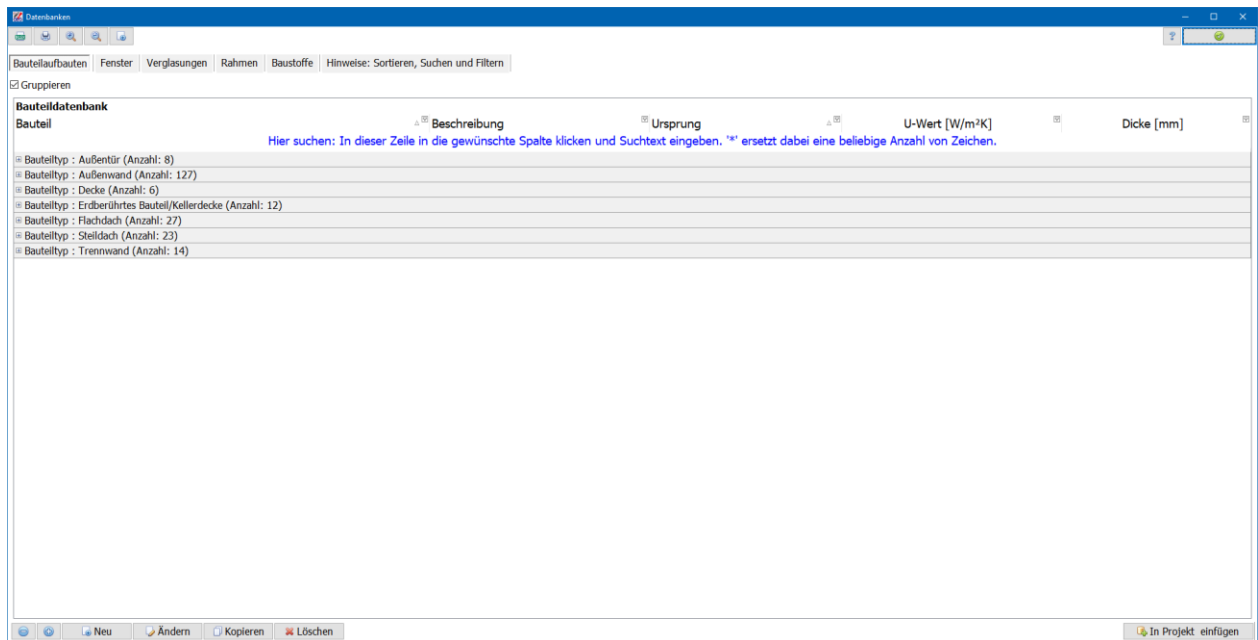 Datenbanken
?
Bauteilaufbauten Fenster Verglasungen Rahmen Baustoffe Hinweise: Sortieren, Suchen und Filtern
Gruppieren
Bauteildatenbank
Bauteil Beschreibung Ursprung U-Wert [W/m²K] Dicke [mm]
Hier suchen: In dieser Zeile in die gewünschte Spalte klicken und Suchtext eingeben. '*' ersetzt dabei eine beliebige Anzahl von Zeichen.
Bauteiltyp : Außentür (Anzahl: 8)
Bauteiltyp : Außenwand (Anzahl: 127)
Bauteiltyp : Decke (Anzahl: 6)
Bauteiltyp : Erdberührtes Bauteil/Kellerdecke (Anzahl: 12)
Bauteiltyp : Flachdach (Anzahl: 27)
Bauteiltyp : Steildach (Anzahl: 23)
Bauteiltyp : Trennwand (Anzahl: 14)
Neu Ändern Kopieren Löschen In Projekt einfügen